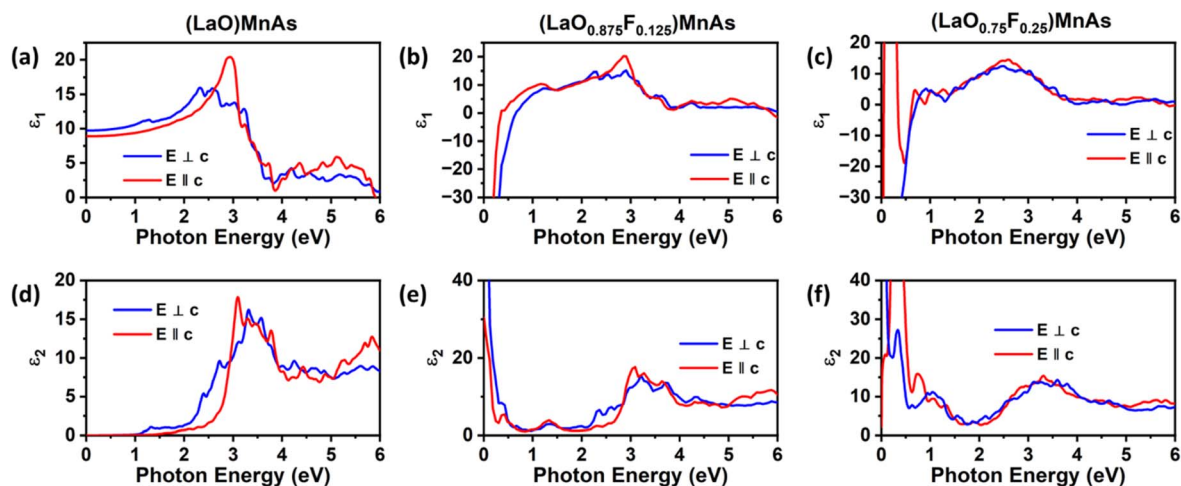 (LaO)MnAs (LaO0.875F0.125)MnAs (LaO0.75F0.25)MnAs
(a) (b) (c)
20
15
10
5
0
ε1
E ⊥ c
E ∥ c
0 1 2 3 4 5 6
Photon Energy (eV)
20
10
0
−10
−20
−30
ε1
E ⊥ c
E ∥ c
0 1 2 3 4 5 6
Photon Energy (eV)
20
10
0
−10
−20
−30
ε1
E ⊥ c
E ∥ c
0 1 2 3 4 5 6
Photon Energy (eV)
(d) (e) (f)
20
15
10
5
0
ε2
E ⊥ c
E ∥ c
0 1 2 3 4 5 6
Photon Energy (eV)
40
20
0
ε2
E ⊥ c
E ∥ c
0 1 2 3 4 5 6
Photon Energy (eV)
40
20
0
ε2
E ⊥ c
E ∥ c
0 1 2 3 4 5 6
Photon Energy (eV)